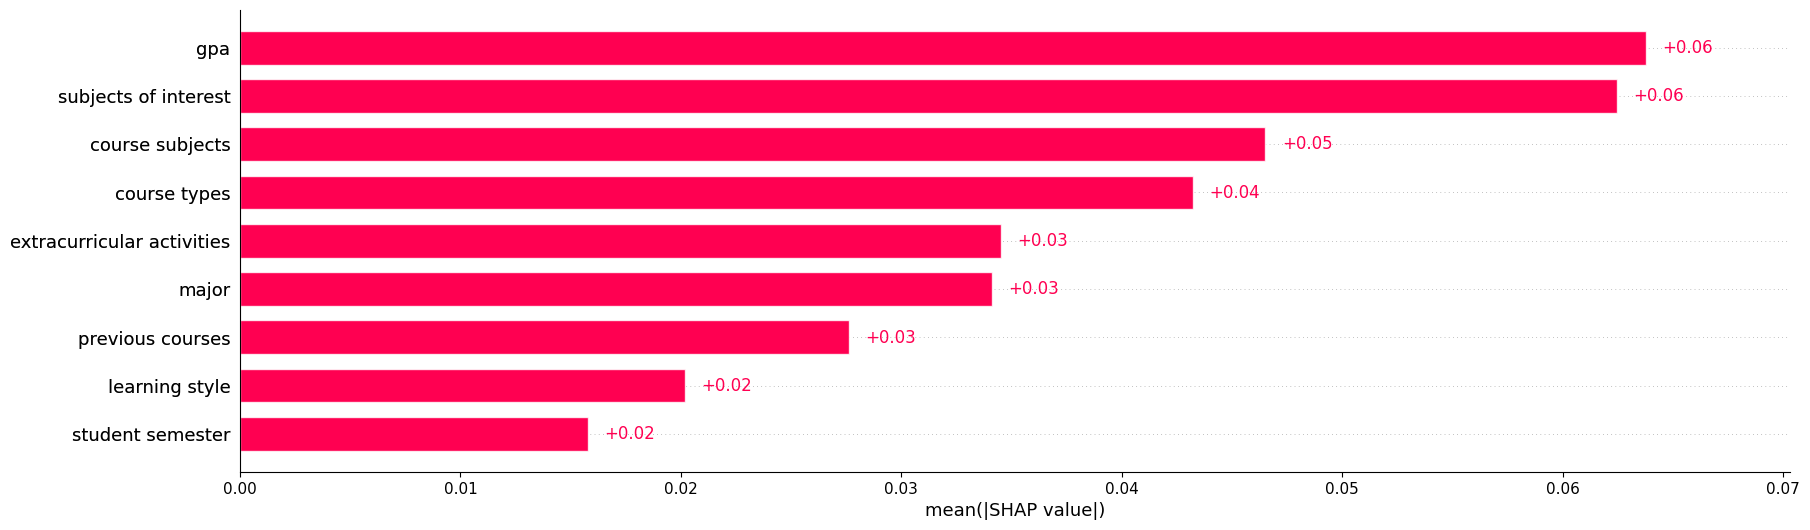 gpa +0.06
subjects of interest +0.06
course subjects +0.05
course types +0.04
extracurricular activities +0.03
major +0.03
previous courses +0.03
learning style +0.02
student semester +0.02
0.00 0.01 0.02 0.03 0.04 0.05 0.06 0.07
mean(|SHAP value|)